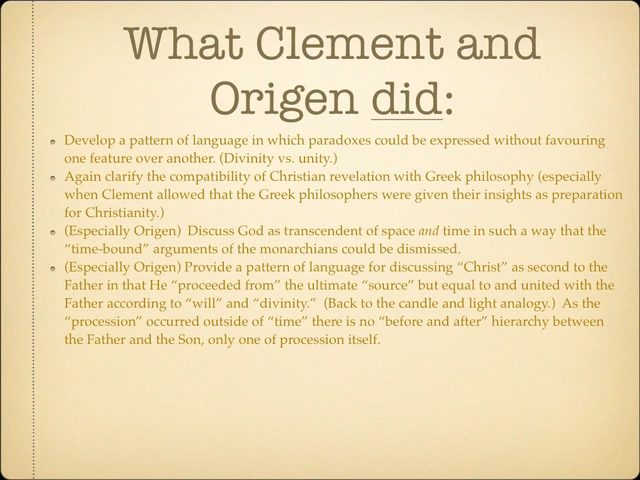 What Clement and
Origen did:
Develop a pattern of language in which paradoxes could be expressed without favouring
one feature over another. (Divinity vs. unity.)
Again clarify the compatibility of Christian revelation with Greek philosophy (especially
when Clement allowed that the Greek philosophers were given their insights as preparation
for Christianity.)
(Especially Origen)  Discuss God as transcendent of space and time in such a way that the
“time-bound” arguments of the monarchians could be dismissed.
(Especially Origen) Provide a pattern of language for discussing “Christ” as second to the
Father in that He “proceeded from” the ultimate “source” but equal to and united with the
Father according to “will” and “divinity.”  (Back to the candle and light analogy.)  As the
“procession” occurred outside of “time” there is no “before and after” hierarchy between
the Father and the Son, only one of procession itself.